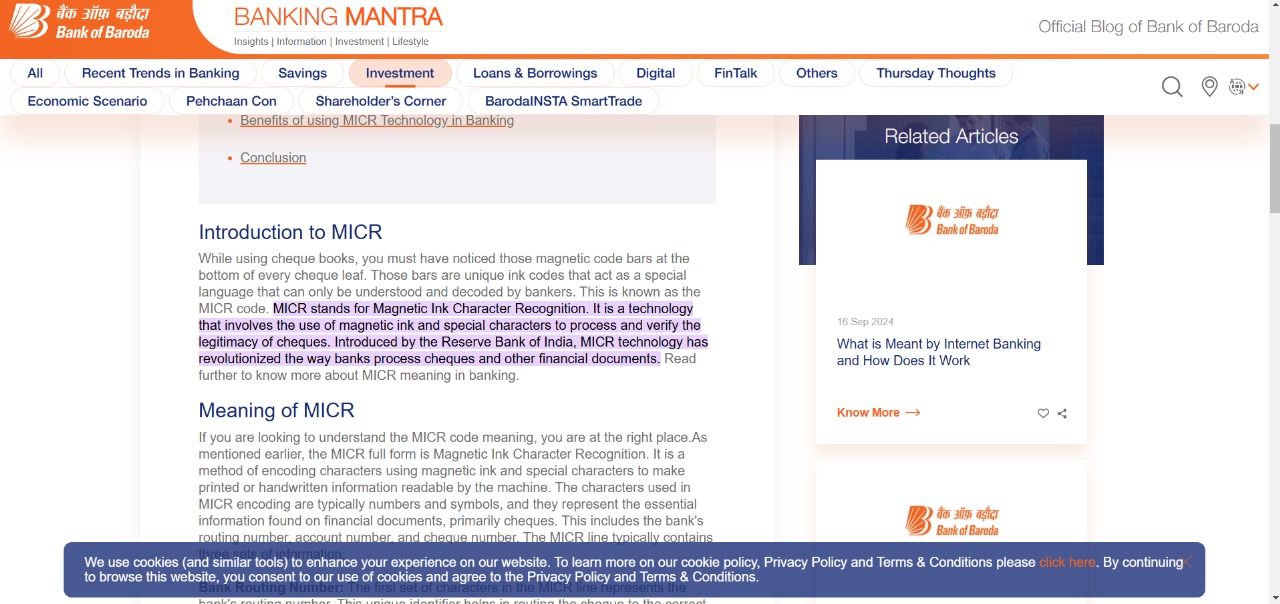 बैंक ऑफ़ बड़ौदा
Bank of Baroda
BANKING MANTRA
Insights | Information | Investment | Lifestyle
Official Blog of Bank of Baroda
All
Recent Trends in Banking
Savings
Investment
Loans & Borrowings
Digital
FinTalk
Others
Thursday Thoughts
Economic Scenario
Pehchaan Con
Shareholder's Corner
BarodaINSTA SmartTrade
• Benefits of using MICR Technology in Banking
• Conclusion
Introduction to MICR
While using cheque books, you must have noticed those magnetic code bars at the
bottom of every cheque leaf. Those bars are unique ink codes that act as a special
language that can only be understood and decoded by bankers. This is known as the
MICR code. MICR stands for Magnetic Ink Character Recognition. It is a technology
that involves the use of magnetic ink and special characters to process and verify the
legitimacy of cheques. Introduced by the Reserve Bank of India, MICR technology has
revolutionized the way banks process cheques and other financial documents. Read
further to know more about MICR meaning in banking.
Meaning of MICR
If you are looking to understand the MICR code meaning, you are at the right place.As
mentioned earlier, the MICR full form is Magnetic Ink Character Recognition. It is a
method of encoding characters using magnetic ink and special characters to make
printed or handwritten information readable by the machine. The characters used in
MICR encoding are typically numbers and symbols, and they represent the essential
information found on financial documents, primarily cheques. This includes the bank's
routing number, account number, and cheque number. The MICR line typically contains
three sets of information:
Bank Routing Number: The first set of characters in the MICR line represents the
bank's routing number. This unique identifier helps in routing the cheque to the correct
Related Articles
बैंक ऑफ़ बड़ौदा
Bank of Baroda
16 Sep 2024
What is Meant by Internet Banking
and How Does It Work
Know More →
बैंक ऑफ़ बड़ौदा
Bank of Baroda
We use cookies (and similar tools) to enhance your experience on our website. To learn more on our cookie policy, Privacy Policy and Terms & Conditions please click here. By continuing
to browse this website, you consent to our use of cookies and agree to the Privacy Policy and Terms & Conditions.